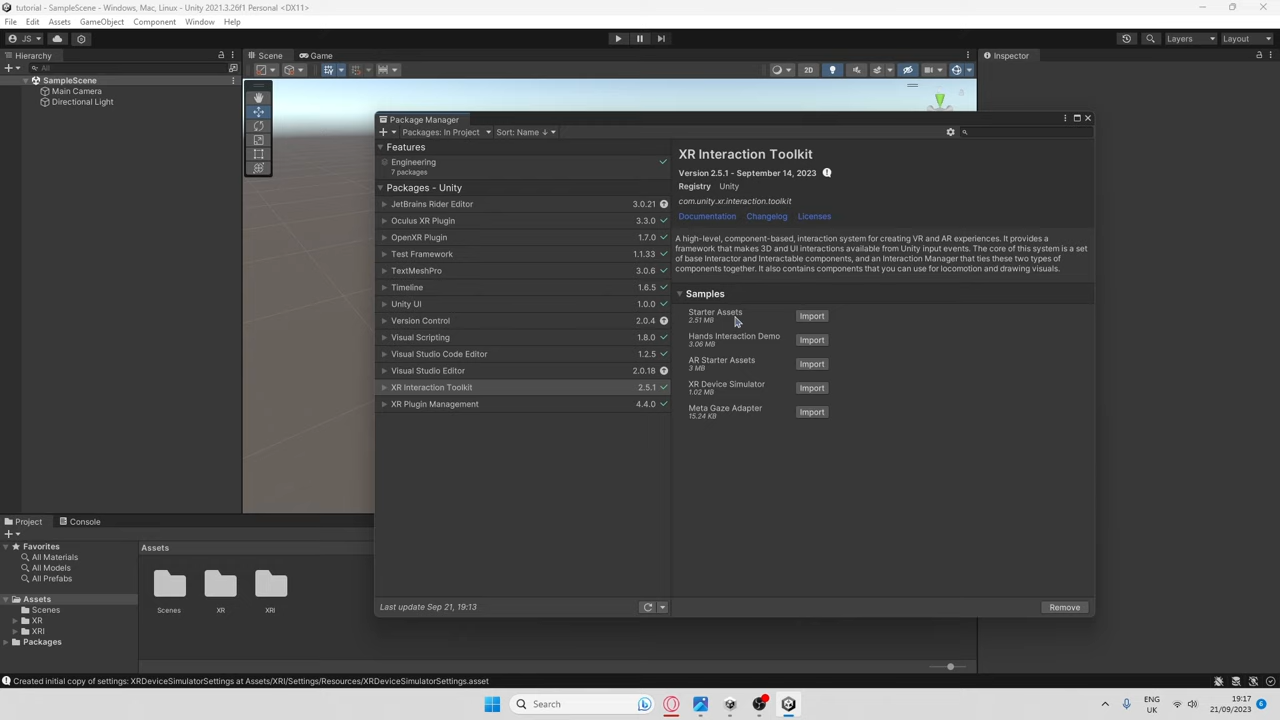 tutorial - SampleScene - Windows, Mac, Linux - Unity 2021.3.26f1 Personal <DX11>
File Edit Assets GameObject Component Window Help
JS
Layers Layout
Hierarchy
Scene Game
Inspector
All
2D
SampleScene
Main Camera
Directional Light
Package Manager
Packages: In Project Sort: Name ↓
Features
Engineering
7 packages
Packages - Unity
JetBrains Rider Editor 3.0.21
Oculus XR Plugin 3.3.0
OpenXR Plugin 1.7.0
Test Framework 1.1.33
TextMeshPro 3.0.6
Timeline 1.6.5
Unity UI 1.0.0
Version Control 2.0.4
Visual Scripting 1.8.0
Visual Studio Code Editor 1.2.5
Visual Studio Editor 2.0.18
XR Interaction Toolkit 2.5.1
XR Plugin Management 4.4.0
Last update Sep 21, 19:13
XR Interaction Toolkit
Version 2.5.1 - September 14, 2023
Registry Unity
com.unity.xr.interaction.toolkit
Documentation Changelog Licenses
A high-level, component-based, interaction system for creating VR and AR experiences. It provides a
framework that makes 3D and UI interactions available from Unity input events. The core of this system is a set
of base Interactor and Interactable components, and an Interaction Manager that ties these two types of
components together. It also contains components that you can use for locomotion and drawing visuals.
Samples
Starter Assets Import
2.51 MB
Hands Interaction Demo Import
3.06 MB
AR Starter Assets Import
3 MB
XR Device Simulator Import
1.02 MB
Meta Gaze Adapter Import
15.24 KB
Remove
Project Console
Favorites
All Materials
All Models
All Prefabs
Assets
Scenes
XR
XRI
Packages
Assets
Scenes XR XRI
Created initial copy of settings: XRDeviceSimulatorSettings at Assets/XRI/Settings/Resources/XRDeviceSimulatorSettings.asset
Search
ENG
UK
19:17
21/09/2023
6